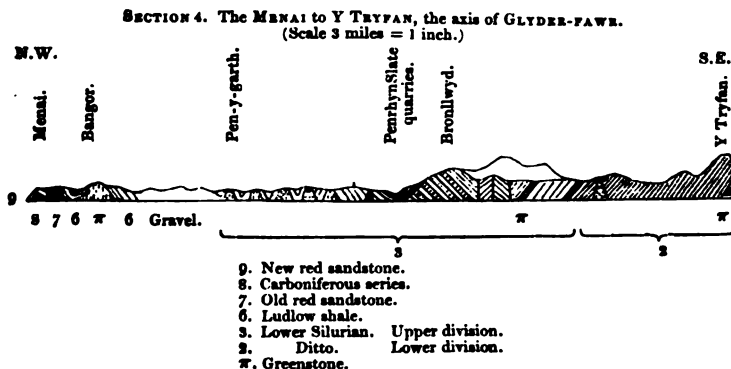 SECTION 4. The MENAI to Y TRYFAN, the axis of GLYDER-FAWR.
(Scale 3 miles = 1 inch.)
N.W.
S.E.
Menai.
Bangor.
Pen-y-garth.
Penrhyn Slate
quarries.
Bronllwyd.
Y Tryfan.
9
8 7 6 π 6 Gravel. π π
3 2
9. New red sandstone.
8. Carboniferous series.
7. Old red sandstone.
6. Ludlow shale.
3. Lower Silurian. Upper division.
2. Ditto. Lower division.
π. Greenstone.